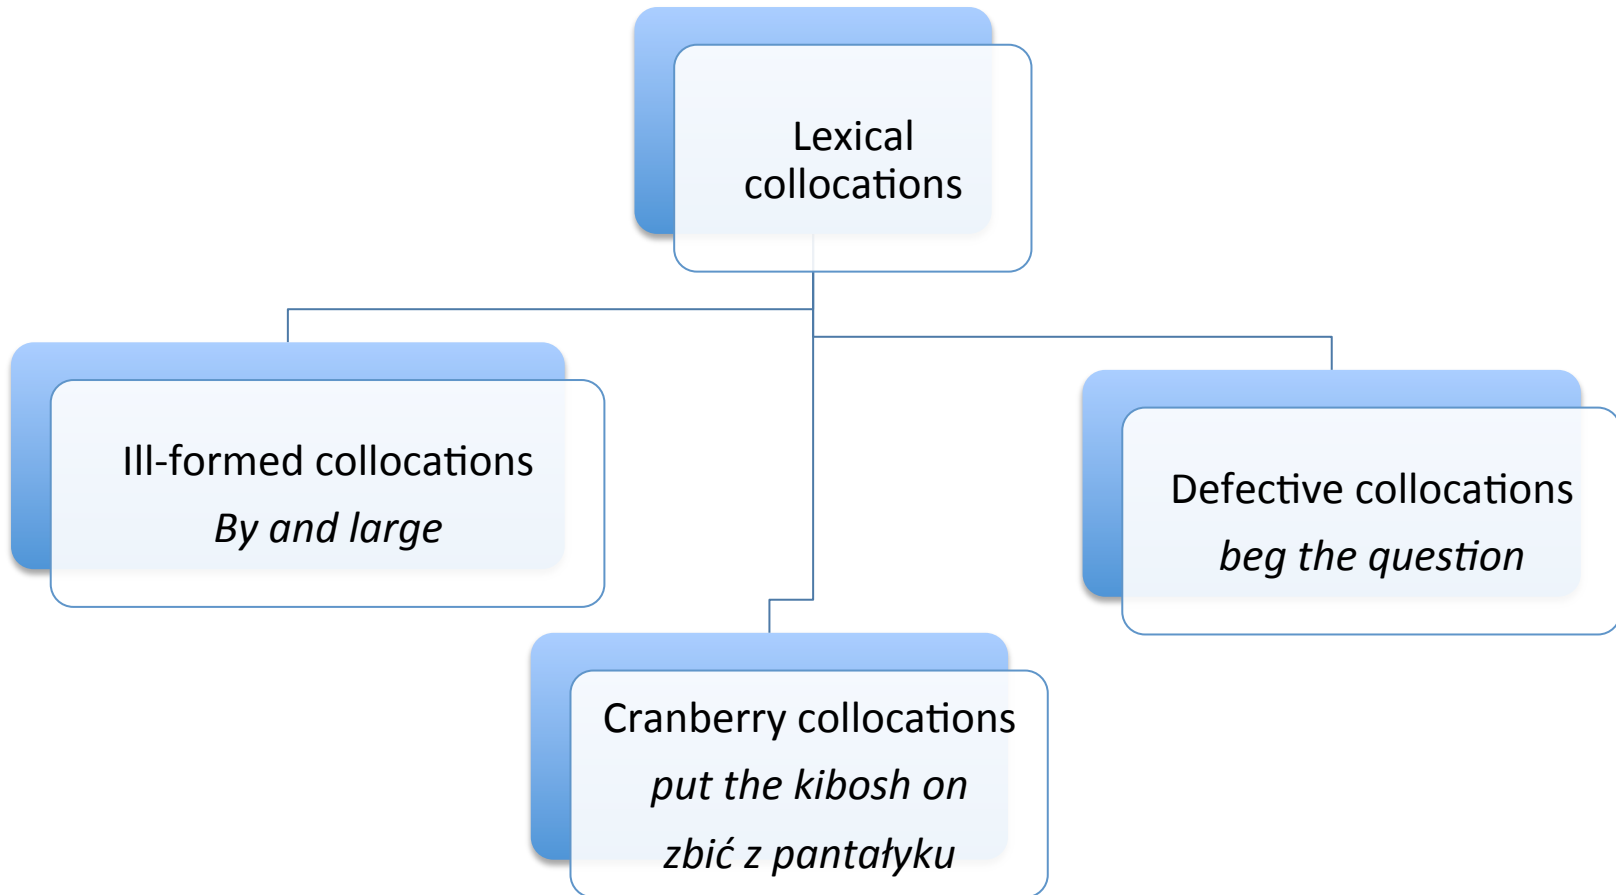 Lexical
collocations
Ill-formed collocations
By and large
Defective collocations
beg the question
Cranberry collocations
put the kibosh on
zbić z pantałyku